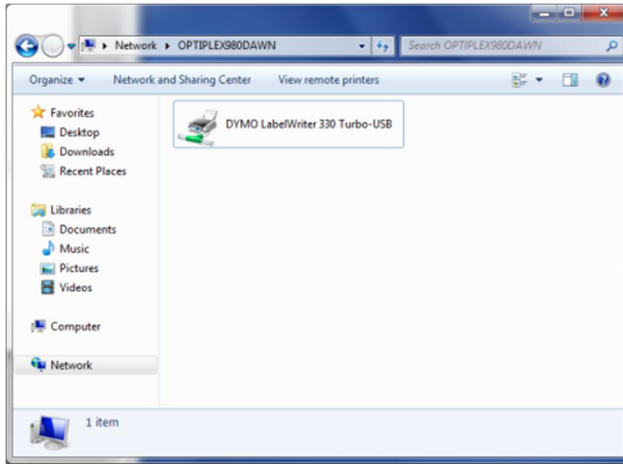 Network ▸ OPTIPLEX980DAWN
Search OPTIPLEX980DAWN
Organize
Network and Sharing Center
View remote printers
Favorites
Desktop
Downloads
Recent Places
Libraries
Documents
Music
Pictures
Videos
Computer
Network
DYMO LabelWriter 330 Turbo-USB
1 item